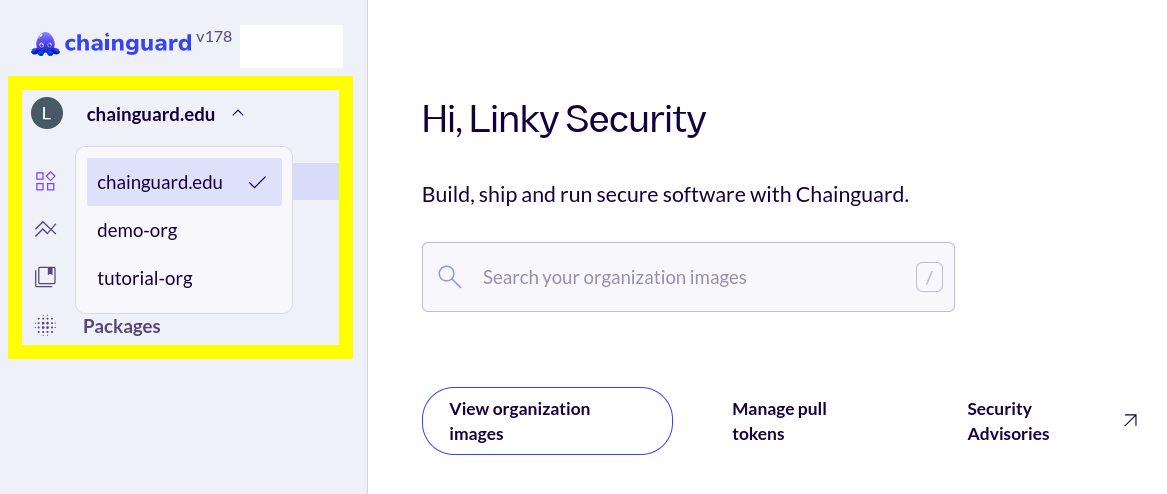 chainguard v178
L chainguard.edu
chainguard.edu
demo-org
tutorial-org
Packages
Hi, Linky Security
Build, ship and run secure software with Chainguard.
Search your organization images /
View organization
images
Manage pull
tokens
Security
Advisories